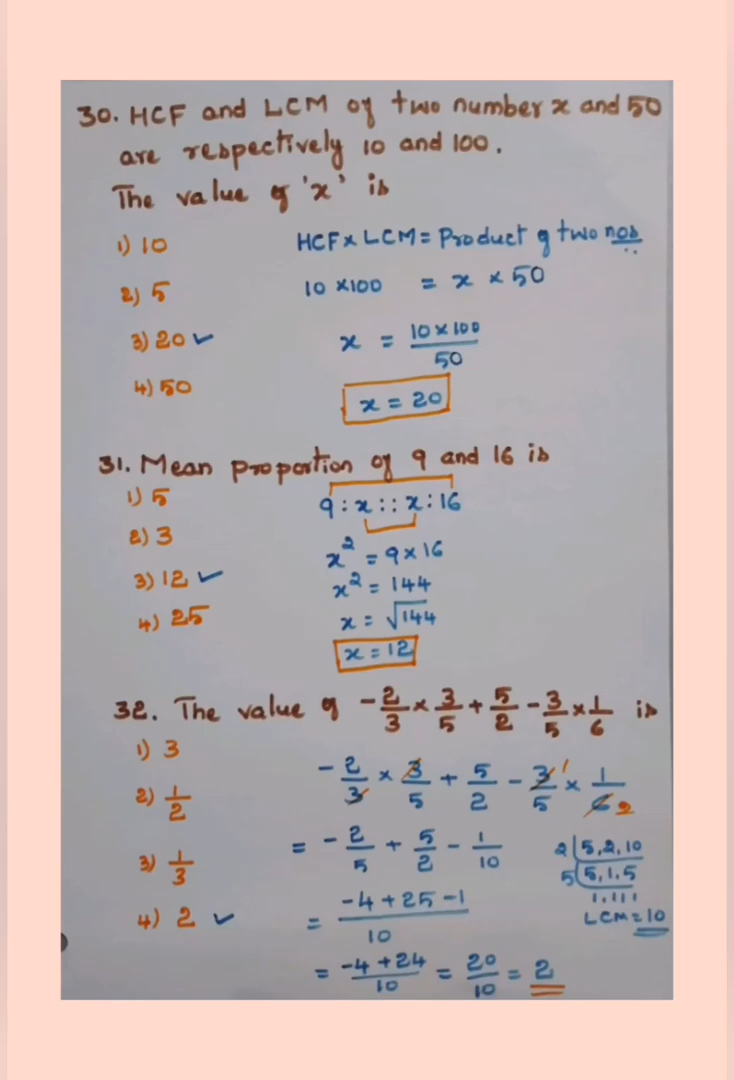 30. HCF and LCM of two number x and 50
are respectively 10 and 100.
The value of 'x' is
1) 10
HCF x LCM = Product of two nos
2) 5
10 x 100 = x x 50
3) 20 ✓
x = 10 x 100 / 50
4) 50
x = 20
31. Mean proportion of 9 and 16 is
1) 5
9 : x :: x : 16
2) 3
x² = 9 x 16
3) 12 ✓
x² = 144
4) 25
x = √144
x = 12
32. The value of -2/3 x 3/5 + 5/2 - 3/5 x 1/6 is
1) 3
-2/3 x 3/5 + 5/2 - 3/5 1 x 1/6 2
2) 1/2
= -2/5 + 5/2 - 1/10
2 | 5, 2, 10
5 | 5, 1, 5
1, 1, 1
LCM = 10
3) 1/3
= -4 + 25 - 1 / 10
4) 2 ✓
= -4 + 24 / 10 = 20/10 = 2